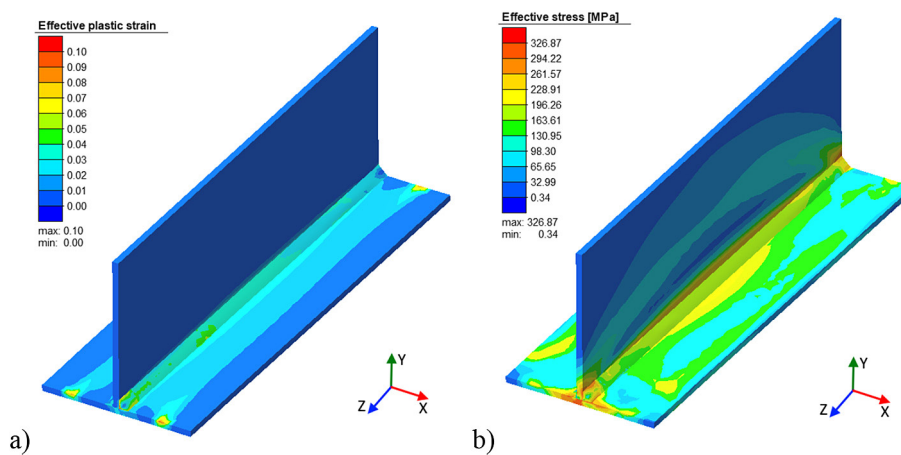 Effective plastic strain
0.10
0.09
0.08
0.07
0.06
0.05
0.04
0.03
0.02
0.01
0.00
max: 0.10
min: 0.00
Y
X
Z
a)
Effective stress [MPa]
326.87
294.22
261.57
228.91
196.26
163.61
130.95
98.30
65.65
32.99
0.34
max: 326.87
min: 0.34
Y
X
Z
b)